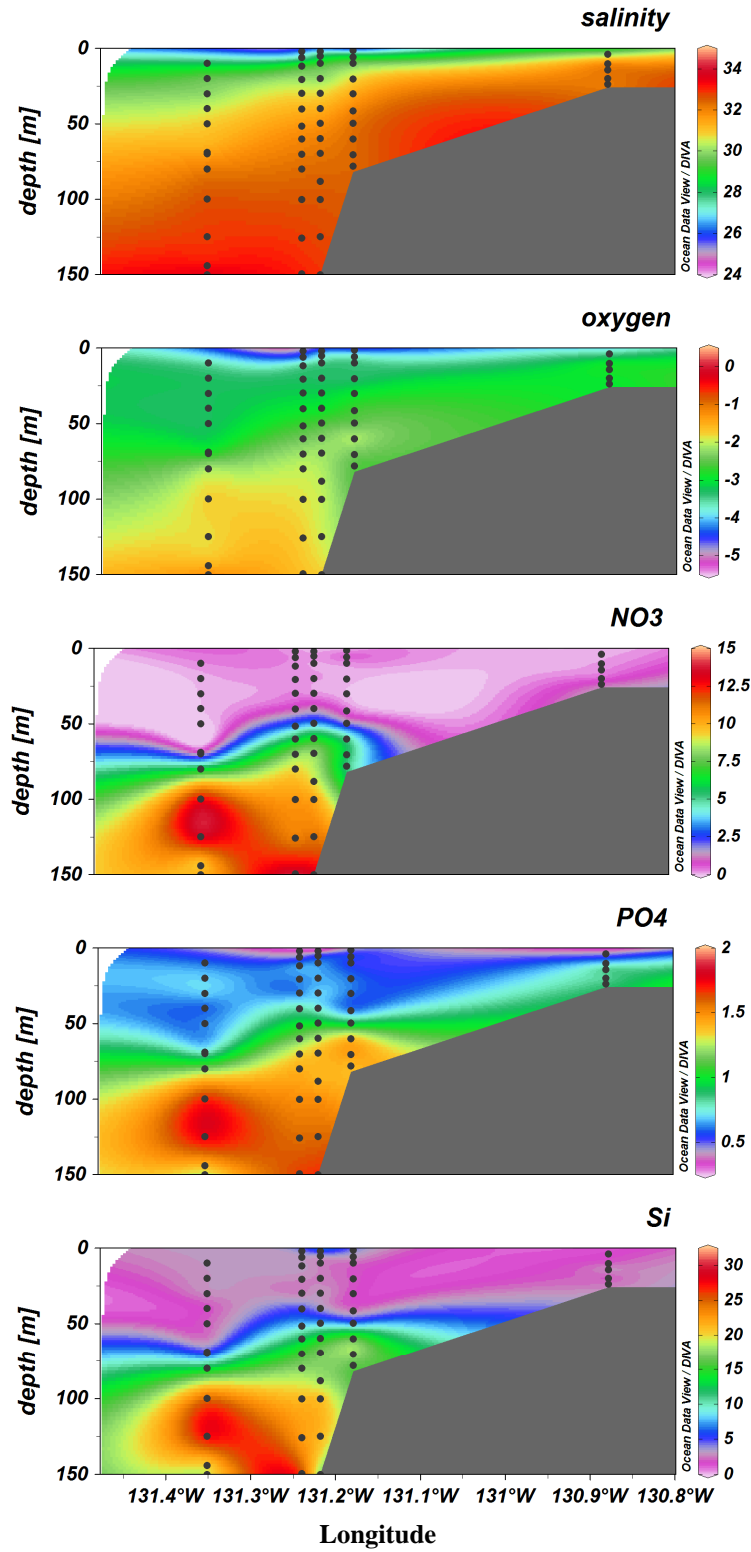 salinity
0
50
100
150
depth [m]
Ocean Data View / DIVA
34
32
30
28
26
24
oxygen
0
50
100
150
depth [m]
Ocean Data View / DIVA
0
-1
-2
-3
-4
-5
NO3
0
50
100
150
depth [m]
Ocean Data View / DIVA
15
12.5
10
7.5
5
2.5
0
PO4
0
50
100
150
depth [m]
Ocean Data View / DIVA
2
1.5
1
0.5
Si
0
50
100
150
depth [m]
Ocean Data View / DIVA
30
25
20
15
10
5
0
131.4°W 131.3°W 131.2°W 131.1°W 131°W 130.9°W 130.8°W
Longitude